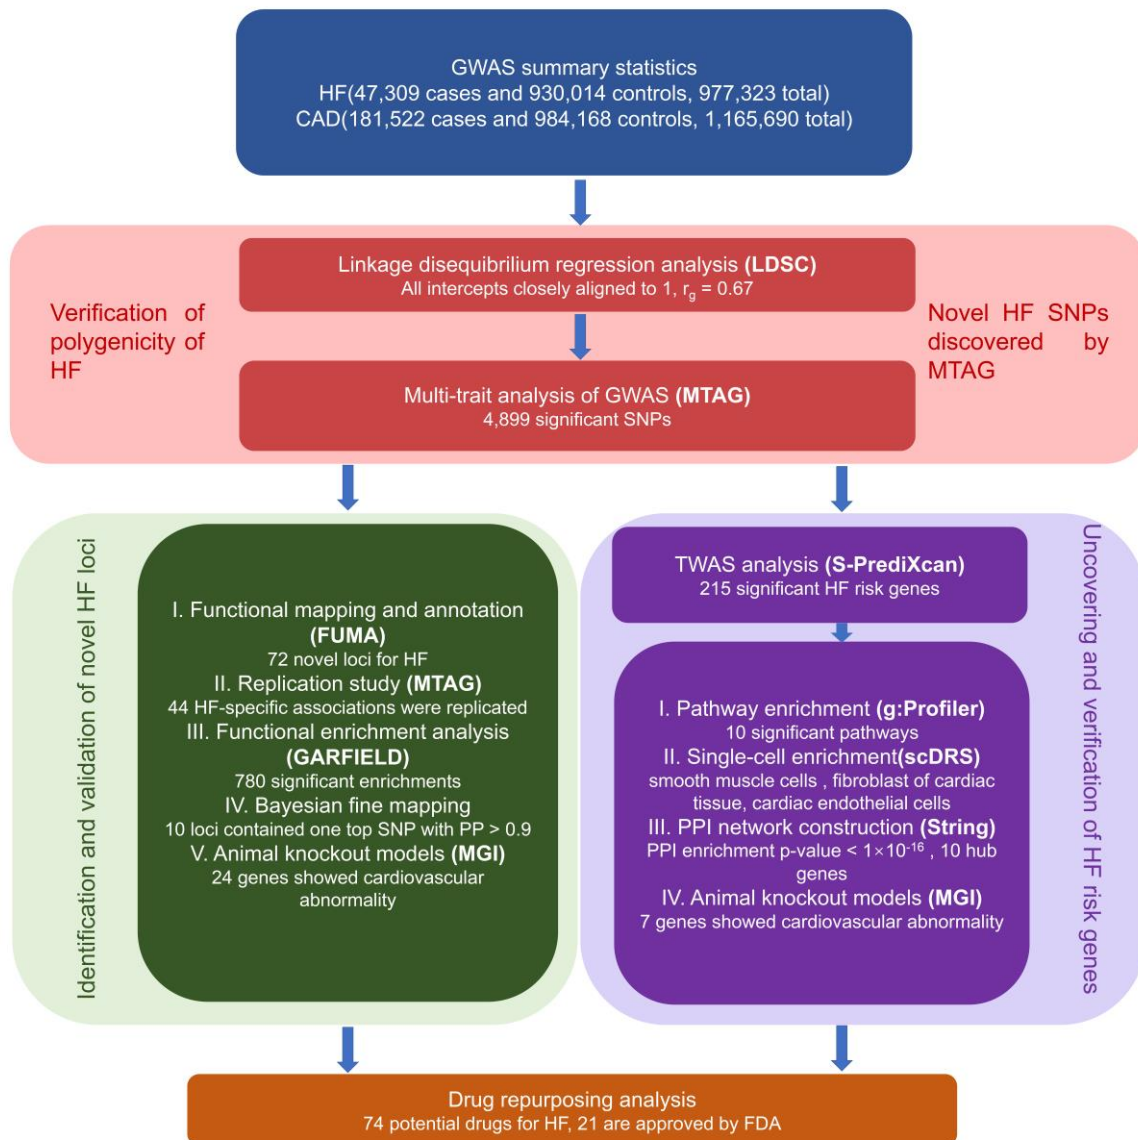 GWAS summary statistics
HF(47,309 cases and 930,014 controls, 977,323 total)
CAD(181,522 cases and 984,168 controls, 1,165,690 total)
Verification of
polygenicity of
HF
Linkage disequilibrium regression analysis (LDSC)
All intercepts closely aligned to 1, rg = 0.67
Multi-trait analysis of GWAS (MTAG)
4,899 significant SNPs
Novel HF SNPs
discovered by
MTAG
Identification and validation of novel HF loci
I. Functional mapping and annotation
(FUMA)
72 novel loci for HF
II. Replication study (MTAG)
44 HF-specific associations were replicated
III. Functional enrichment analysis
(GARFIELD)
780 significant enrichments
IV. Bayesian fine mapping
10 loci contained one top SNP with PP > 0.9
V. Animal knockout models (MGI)
24 genes showed cardiovascular
abnormality
TWAS analysis (S-PrediXcan)
215 significant HF risk genes
I. Pathway enrichment (g:Profiler)
10 significant pathways
II. Single-cell enrichment(scDRS)
smooth muscle cells , fibroblast of cardiac
tissue, cardiac endothelial cells
III. PPI network construction (String)
PPI enrichment p-value < 1×10-16 , 10 hub
genes
IV. Animal knockout models (MGI)
7 genes showed cardiovascular abnormality
Uncovering and verification of HF risk genes
Drug repurposing analysis
74 potential drugs for HF, 21 are approved by FDA